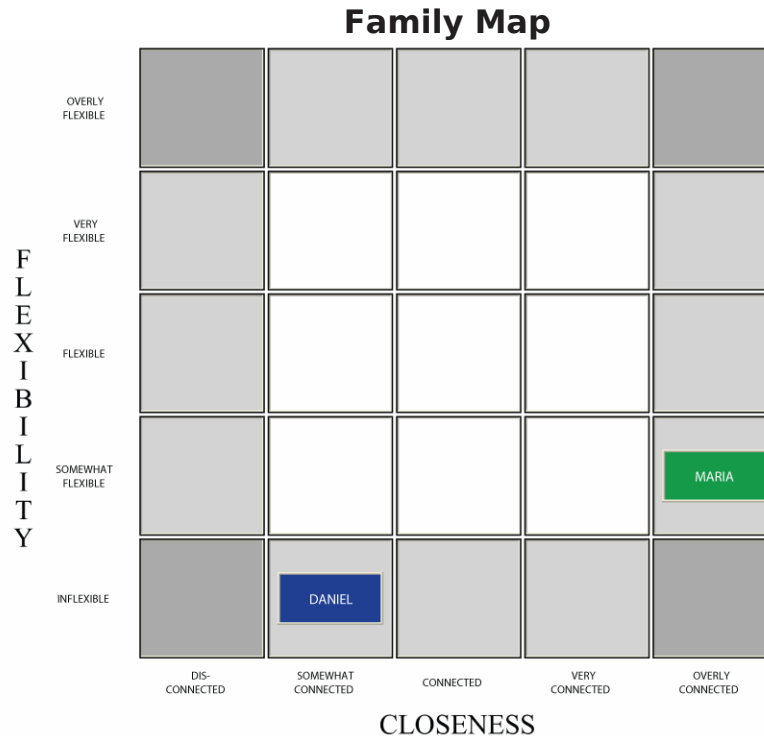 Family Map
OVERLY
FLEXIBLE
VERY
FLEXIBLE
FLEXIBILITY
FLEXIBLE
SOMEWHAT
FLEXIBLE
MARIA
INFLEXIBLE
DANIEL
DIS-
CONNECTED
SOMEWHAT
CONNECTED
CONNECTED
VERY
CONNECTED
OVERLY
CONNECTED
CLOSENESS